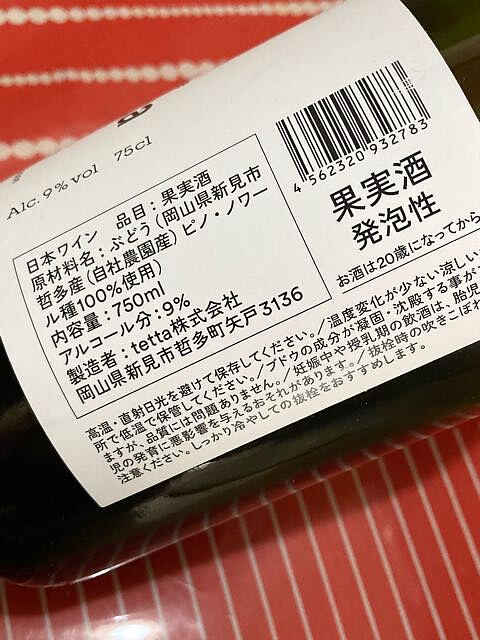 Alc. 9% vol 75cl
日本ワイン 品目：果実酒
原材料名：ぶどう（岡山県新見市
哲多産（自社農園産）ピノ・ノワー
ル種100%使用）
内容量：750ml
アルコール分：9%
製造者：tetta株式会社
岡山県新見市哲多町矢戸3136
4 562320 932783
果実酒
発泡性
お酒は20歳になってから
高温・直射日光を避けて保存してください。／温度変化が少ない涼しい
所で低温で保管してください。／ブドウの成分が凝固・沈殿する事が
ますが、品質には問題ありません。／妊娠中や授乳期の飲酒は、胎児
児の発育に悪影響を与えるおそれがあります。／抜栓時の吹きこぼれ
注意ください。しっかり冷やしての抜栓をおすすめします。